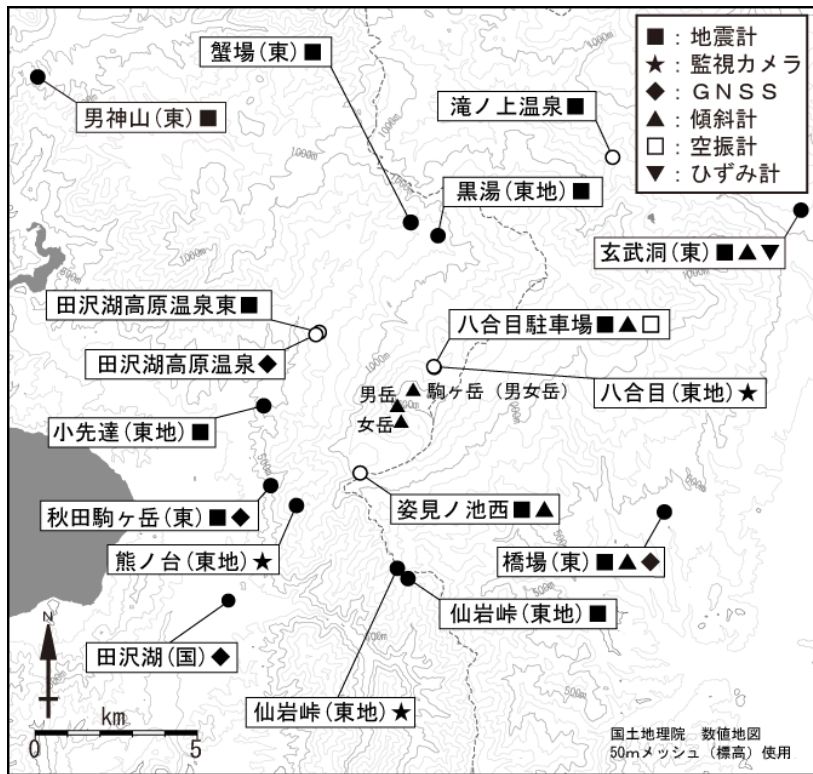 蟹場(東)■
■:地震計
★:監視カメラ
◆:GNSS
▲:傾斜計
□:空振計
▼:ひずみ計
男神山(東)■
滝ノ上温泉■
1000m
1000m
1000m
黒湯(東地)■
玄武洞(東)■▲▼
田沢湖高原温泉東■
八合目駐車場■▲□
田沢湖高原温泉◆
1000m
男岳
駒ヶ岳(男女岳)
八合目(東地)★
女岳
小先達(東地)■
500m
秋田駒ヶ岳(東)■◆
姿見ノ池西■▲
熊ノ台(東地)★
橋場(東)■▲◆
500m
仙岩峠(東地)■
田沢湖(国)◆
N
仙岩峠(東地)★
500m
km
0
5
国土地理院 数値地図
50mメッシュ(標高)使用